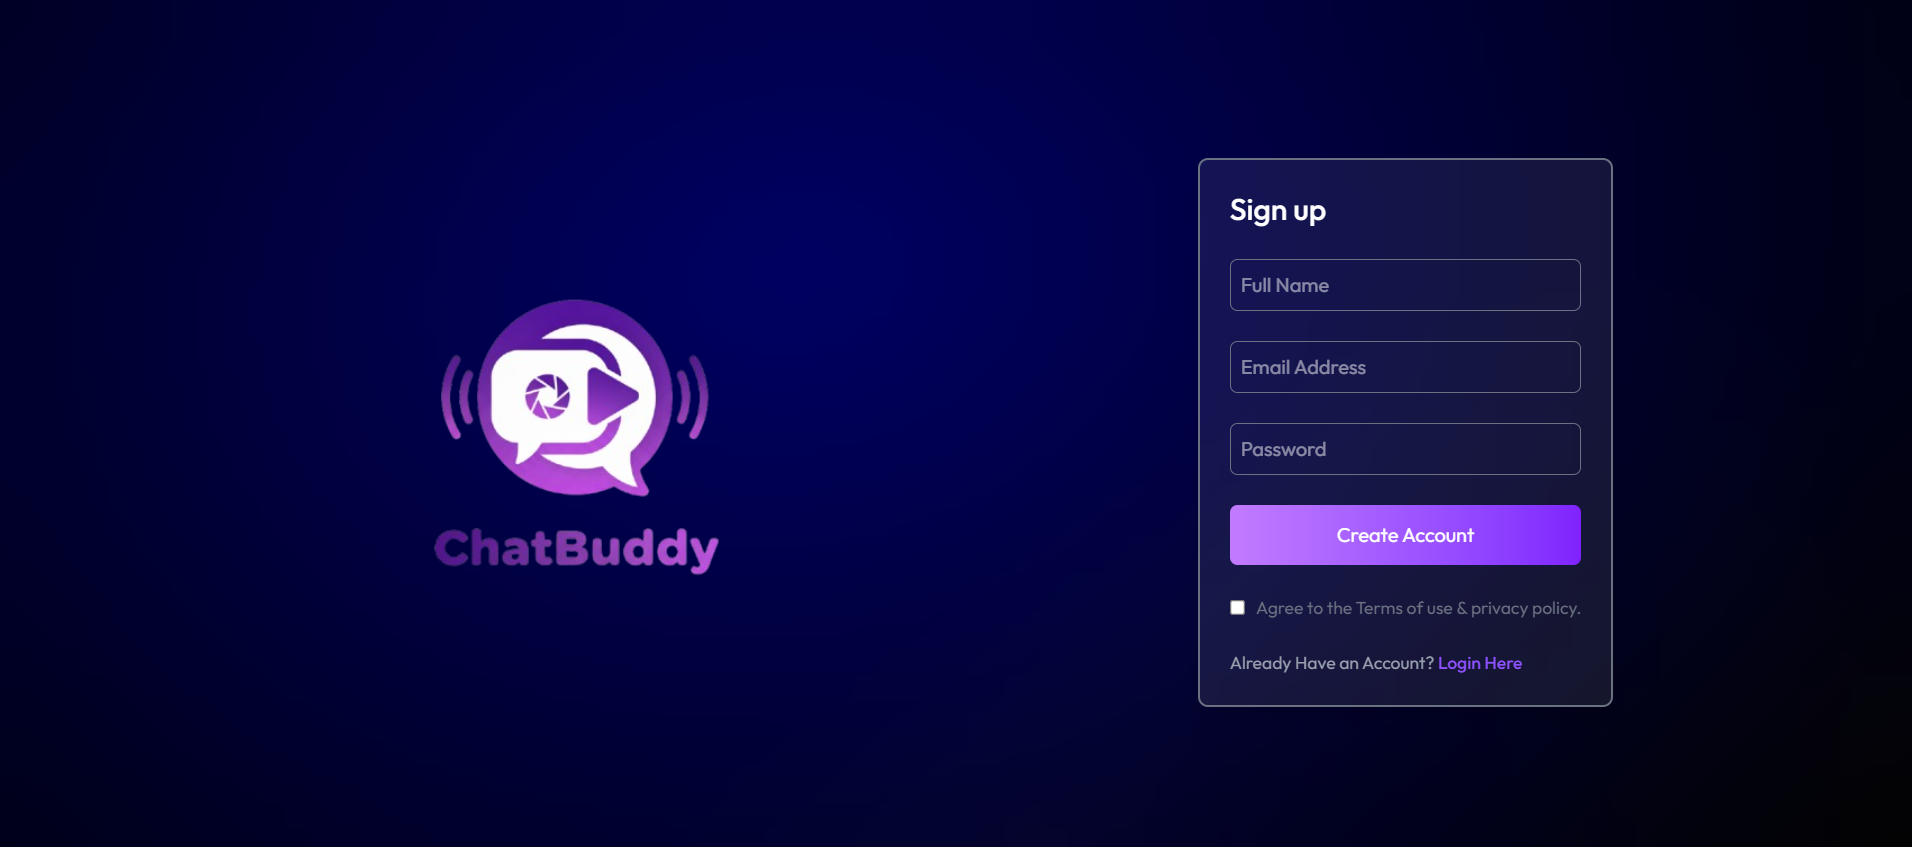 ChatBuddy
Sign up
Full Name
Email Address
Password
Create Account
Agree to the Terms of use & privacy policy.
Already Have an Account? Login Here